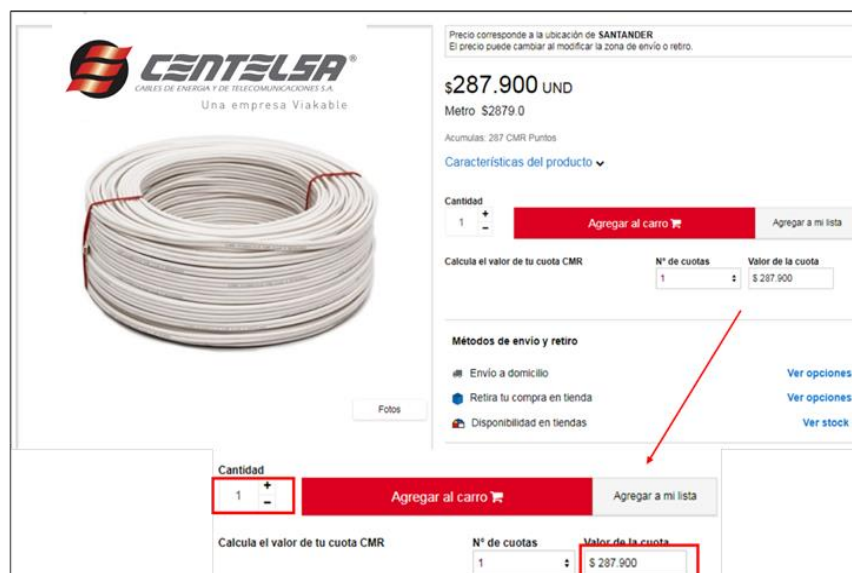 CENTELSA®
CABLES DE ENERGIA Y DE TELECOMUNICACIONES S.A.
Una empresa Viakable
Fotos
Precio corresponde a la ubicación de SANTANDER
El precio puede cambiar al modificar la zona de envío o retiro.
$287.900 UND
Metro $2879.0
Acumulas: 287 CMR Puntos
Características del producto
Cantidad
1 + -
Agregar al carro
Agregar a mi lista
Calcula el valor de tu cuota CMR
N° de cuotas
Valor de la cuota
1
$ 287.900
Métodos de envío y retiro
Envío a domicilio
Ver opciones
Retira tu compra en tienda
Ver opciones
Disponibilidad en tiendas
Ver stock
Cantidad
1 + -
Agregar al carro
Agregar a mi lista
Calcula el valor de tu cuota CMR
N° de cuotas
Valor de la cuota
1
$ 287.900